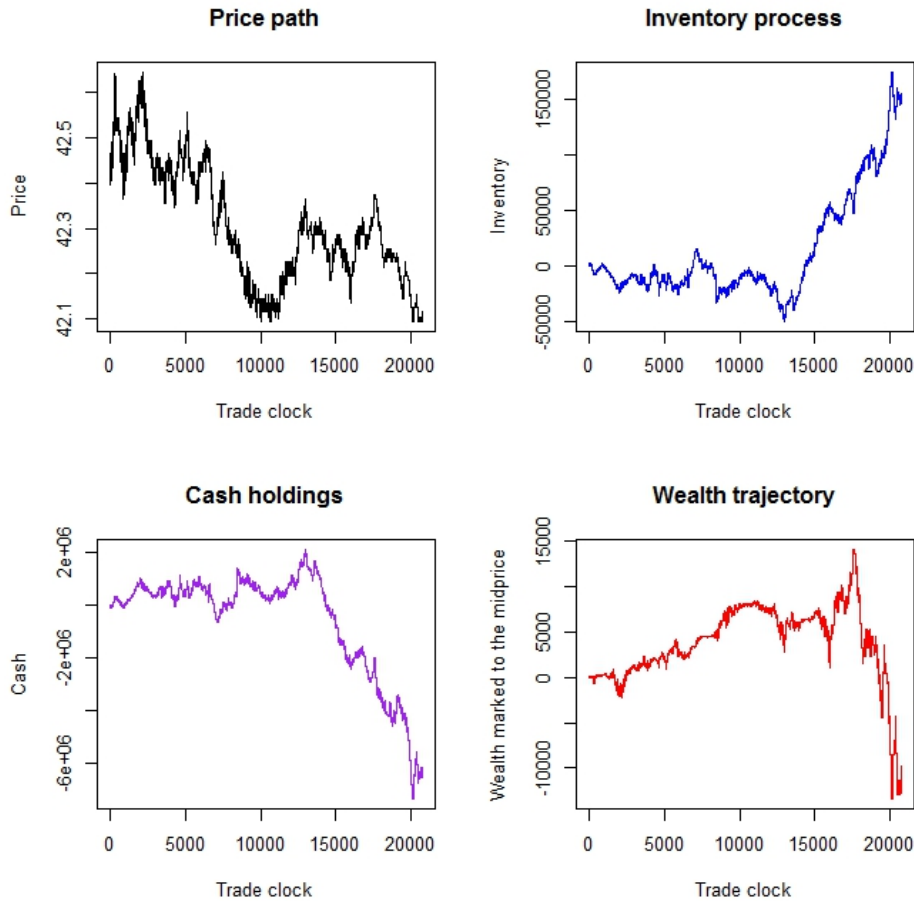 Price path
Price
42.5
42.3
42.1
0 5000 10000 15000 20000
Trade clock
Inventory process
Inventory
150000
50000
0
-50000
0 5000 10000 15000 20000
Trade clock
Cash holdings
Cash
2e+06
-2e+06
-6e+06
0 5000 10000 15000 20000
Trade clock
Wealth trajectory
Wealth marked to the midprice
15000
5000
0
-10000
0 5000 10000 15000 20000
Trade clock